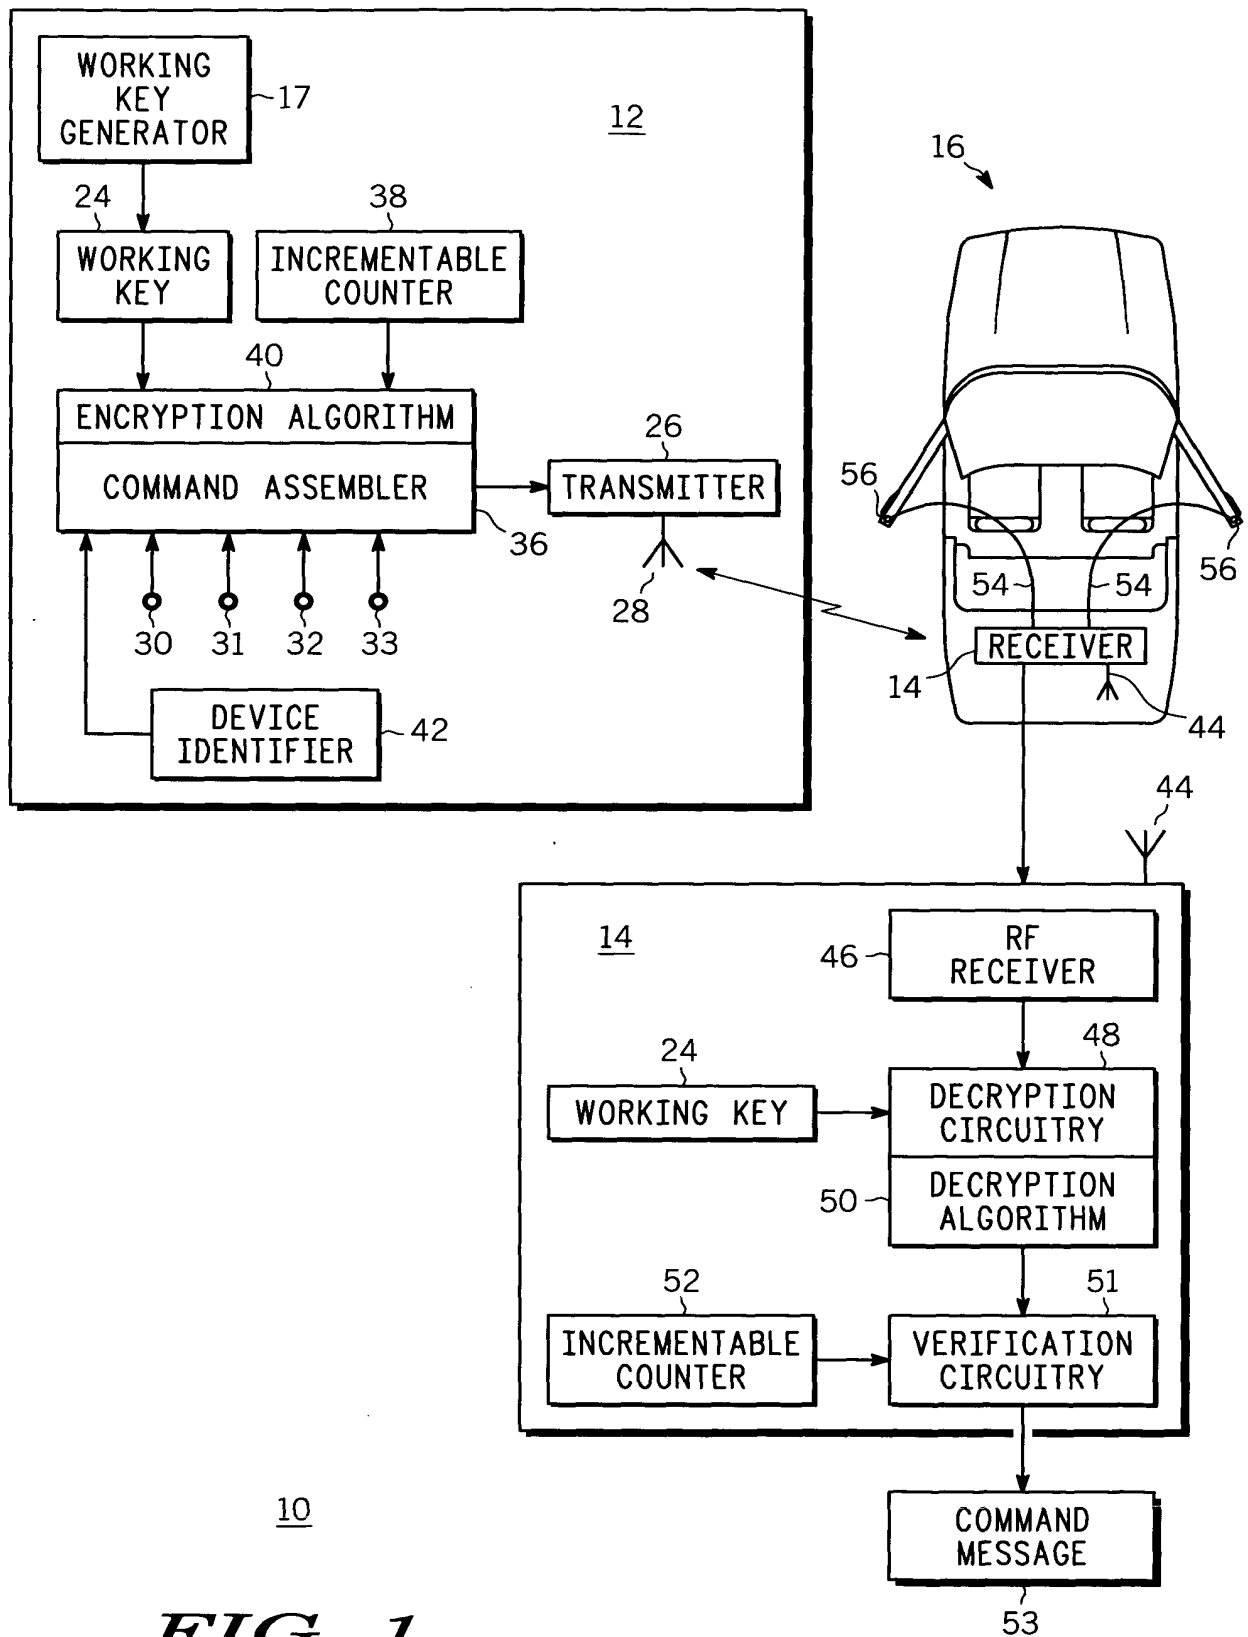 WORKING
KEY
GENERATOR
17
12
16
24
38
WORKING
KEY
INCREMENTABLE
COUNTER
40
ENCRYPTION ALGORITHM
COMMAND ASSEMBLER
36
26
TRANSMITTER
28
30
31
32
33
DEVICE
IDENTIFIER
42
56
56
54
54
RECEIVER
14
44
44
14
RF
RECEIVER
46
24
WORKING KEY
48
DECRYPTION
CIRCUITRY
50
DECRYPTION
ALGORITHM
52
INCREMENTABLE
COUNTER
51
VERIFICATION
CIRCUITRY
10
COMMAND
MESSAGE
53
FIG. 1